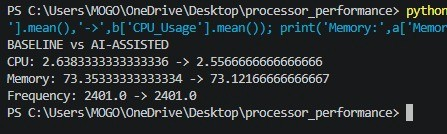 PS C:\Users\MOGO\OneDrive\Desktop\processor_performance> python
'].mean(),'->',b['CPU_Usage'].mean()); print('Memory:',a['Memor
BASELINE vs AI-ASSISTED
CPU: 2.6383333333333336 -> 2.5566666666666666
Memory: 73.35333333333334 -> 73.12166666666667
Frequency: 2401.0 -> 2401.0
PS C:\Users\MOGO\OneDrive\Desktop\processor_performance>